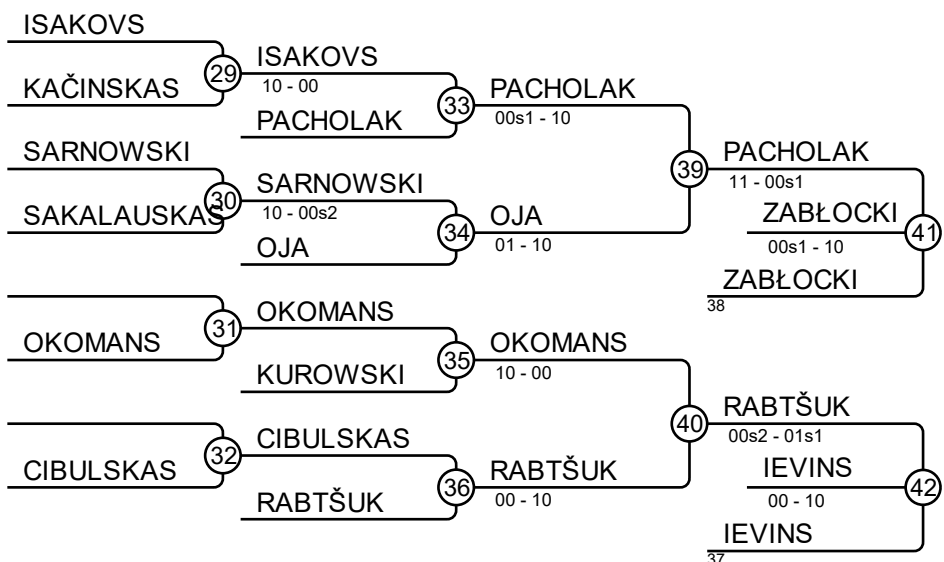 ISAKOVS
KAČINSKAS
29
ISAKOVS
10 - 00
PACHOLAK
33
PACHOLAK
00s1 - 10
SARNOWSKI
SAKALAUSKAS
30
SARNOWSKI
10 - 00s2
OJA
34
OJA
01 - 10
39
PACHOLAK
11 - 00s1
ZABŁOCKI
00s1 - 10
ZABŁOCKI
38
41
OKOMANS
31
OKOMANS
KUROWSKI
35
OKOMANS
10 - 00
CIBULSKAS
32
CIBULSKAS
RABTŠUK
36
RABTŠUK
00 - 10
40
RABTŠUK
00s2 - 01s1
IEVINS
00 - 10
IEVINS
37
42